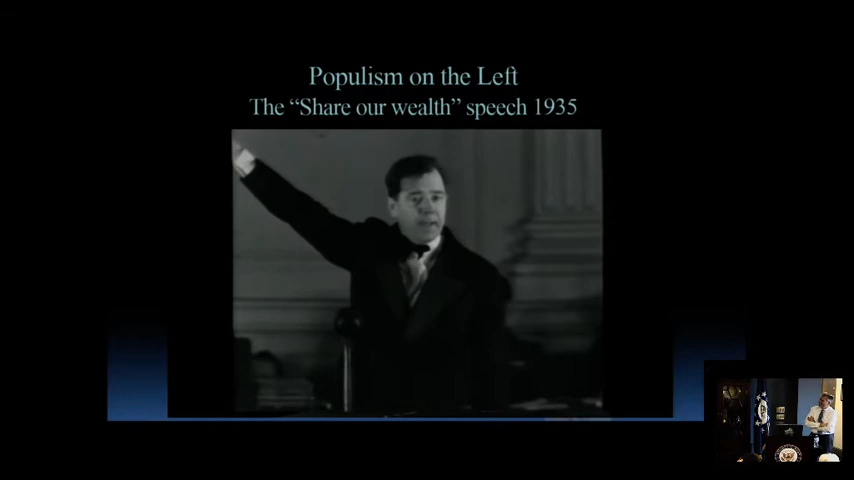 Populism on the Left
The “Share our wealth” speech 1935